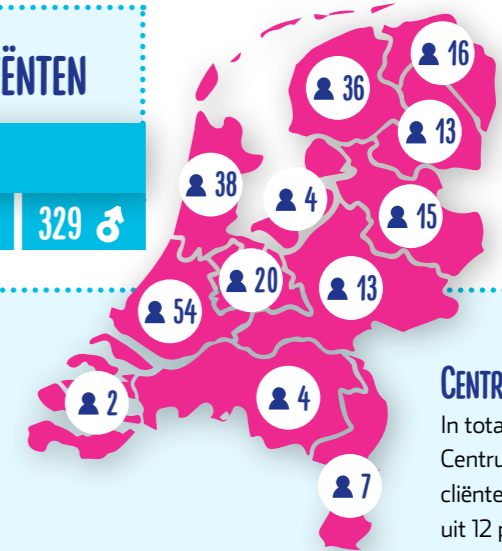 ËNTEN
329
16
36
13
38
4
15
20
13
54
2
4
7
CENTR
In tota
Centru
cliënte
uit 12 p